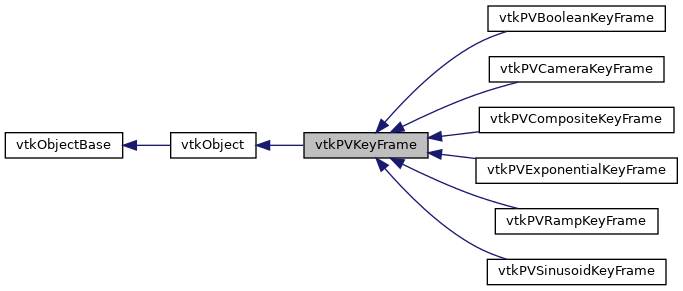 vtkObjectBase
vtkObject
vtkPVKeyFrame
vtkPVBooleanKeyFrame
vtkPVCameraKeyFrame
vtkPVCompositeKeyFrame
vtkPVExponentialKeyFrame
vtkPVRampKeyFrame
vtkPVSinusoidKeyFrame